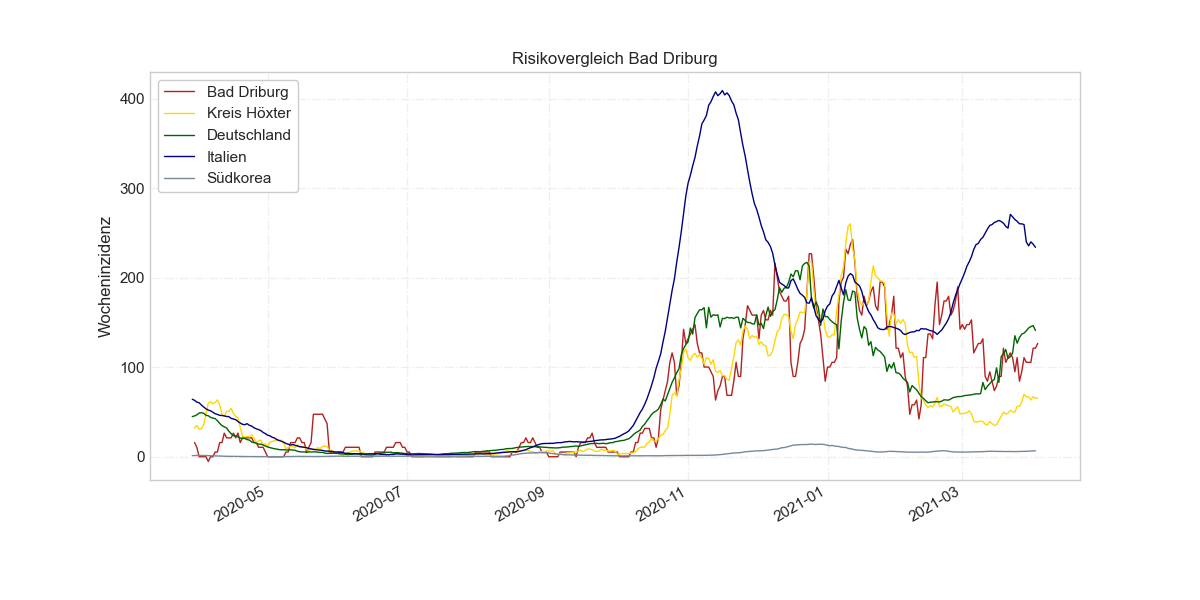 Risikovergleich Bad Driburg
Wocheninzidenz
400
300
200
100
0
Bad Driburg
Kreis Höxter
Deutschland
Italien
Südkorea
2020-05
2020-07
2020-09
2020-11
2021-01
2021-03